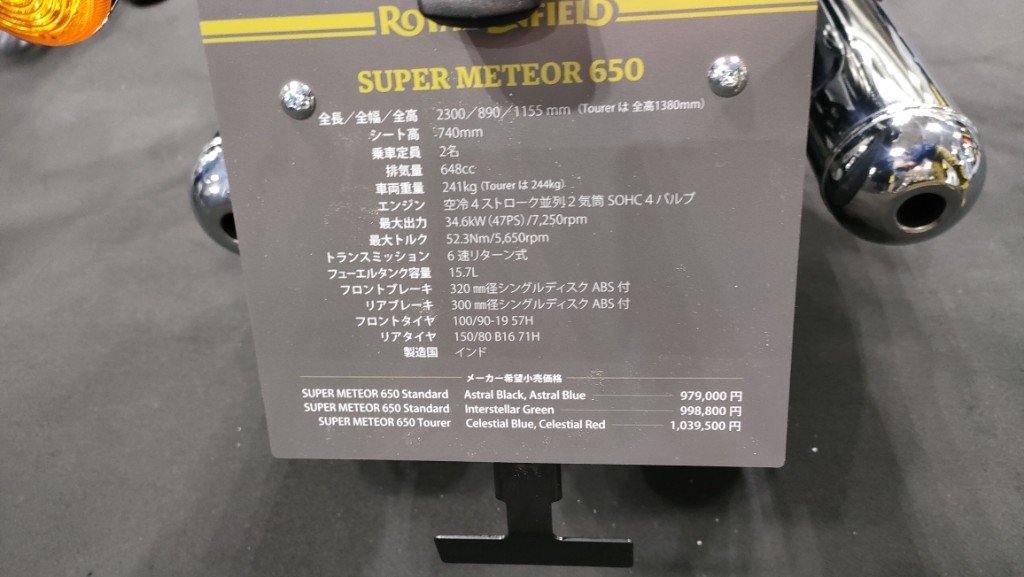 ROYAL ENFIELD
SUPER METEOR 650
全長／全幅／全高 2300／890／1155 mm（Tourer は 全高1380mm）
シート高 740mm
乗車定員 2名
排気量 648cc
車両重量 241kg（Tourer は 244kg）
エンジン 空冷４ストローク並列２気筒 SOHC４バルブ
最大出力 34.6kW（47PS）/7,250rpm
最大トルク 52.3Nm/5,650rpm
トランスミッション ６速リターン式
フューエルタンク容量 15.7L
フロントブレーキ 320 ㎜径シングルディスク ABS 付
リアブレーキ 300 ㎜径シングルディスク ABS 付
フロントタイヤ 100/90-19 57H
リアタイヤ 150/80 B16 71H
製造国 インド
メーカー希望小売価格
SUPER METEOR 650 Standard Astral Black, Astral Blue 979,000 円
SUPER METEOR 650 Standard Interstellar Green 998,800 円
SUPER METEOR 650 Tourer Celestial Blue, Celestial Red 1,039,500 円